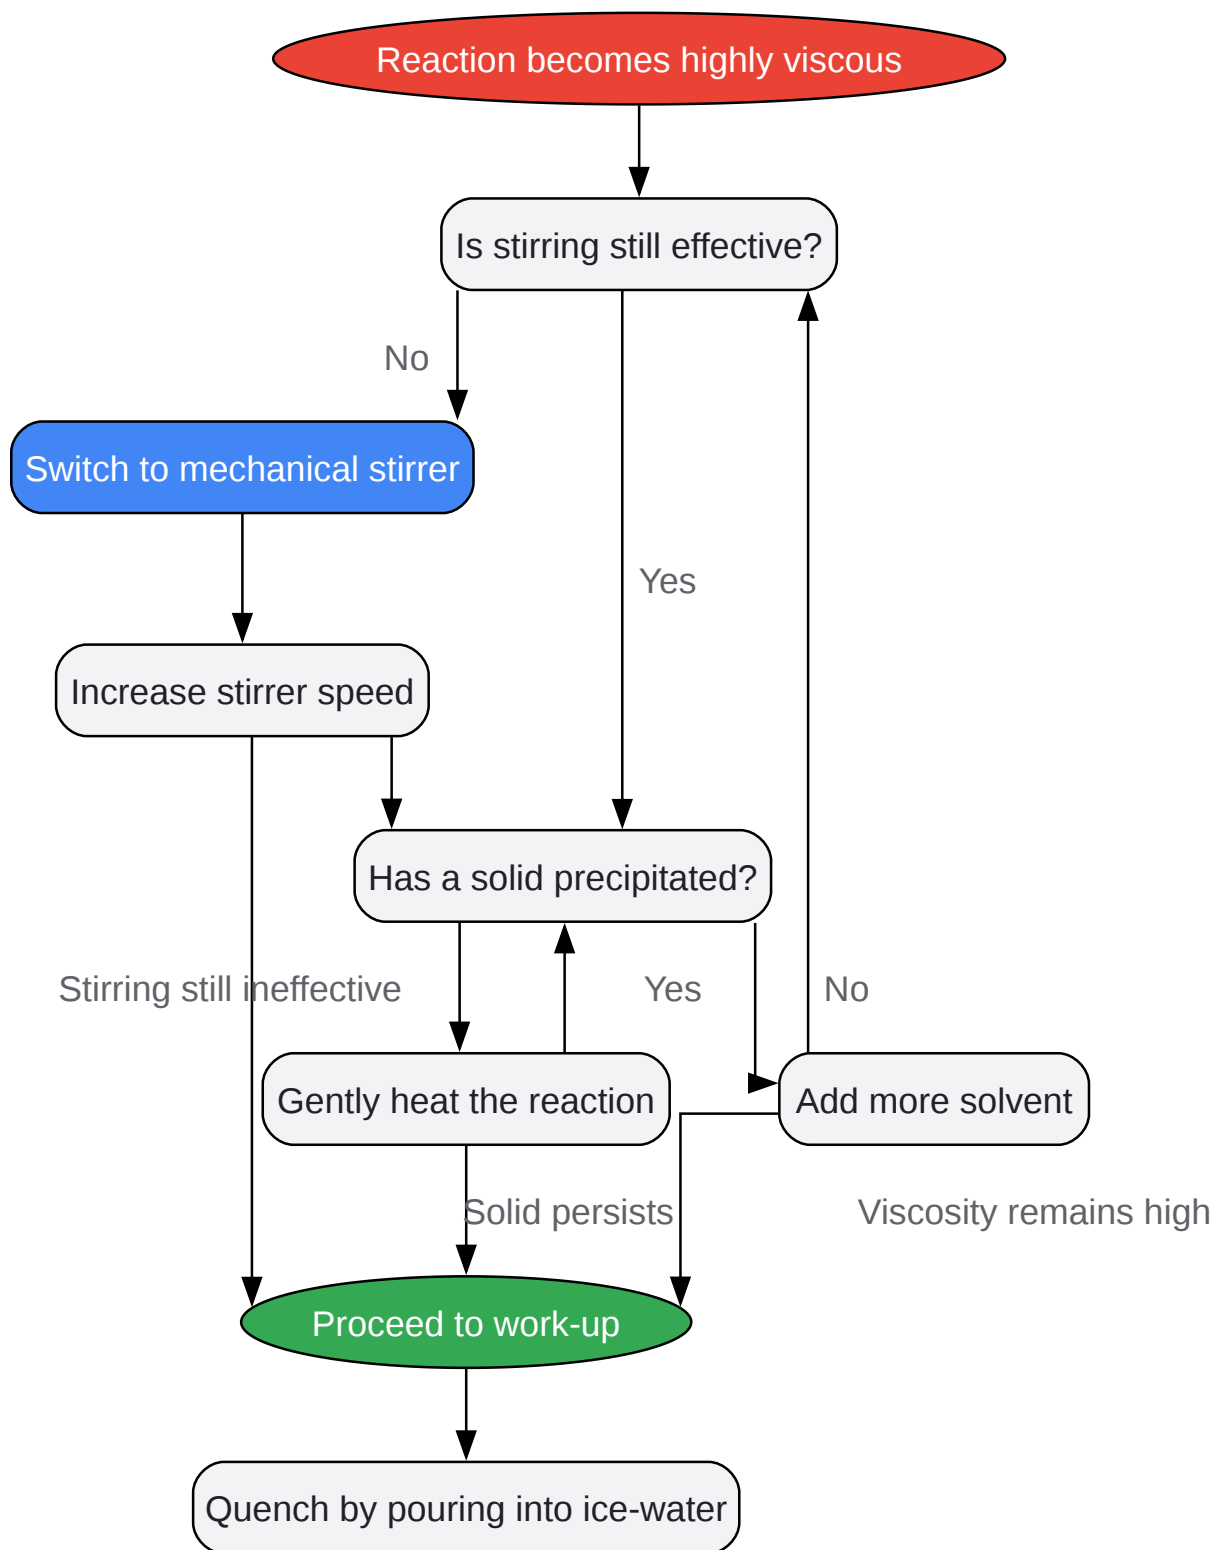 Reaction becomes highly viscous
Is stirring still effective?
No
Switch to mechanical stirrer
Yes
Increase stirrer speed
Has a solid precipitated?
Stirring still ineffective
Yes
No
Gently heat the reaction
Add more solvent
Solid persists
Viscosity remains high
Proceed to work-up
Quench by pouring into ice-water